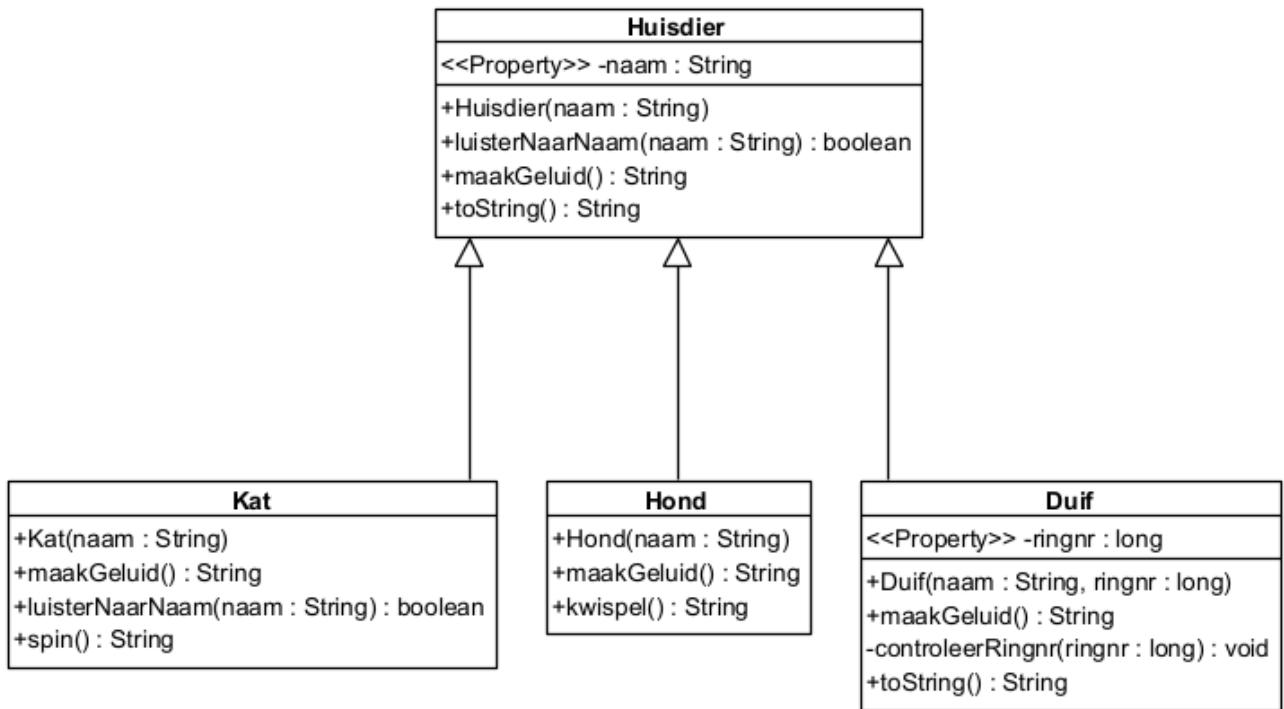 Huisdier
<<Property>> -naam : String
+Huisdier(naam : String)
+luisterNaarNaam(naam : String) : boolean
+maakGeluid() : String
+toString() : String
Kat
+Kat(naam : String)
+maakGeluid() : String
+luisterNaarNaam(naam : String) : boolean
+spin() : String
Hond
+Hond(naam : String)
+maakGeluid() : String
+kwispel() : String
Duif
<<Property>> -ringnr : long
+Duif(naam : String, ringnr : long)
+maakGeluid() : String
-controleerRingnr(ringnr : long) : void
+toString() : String